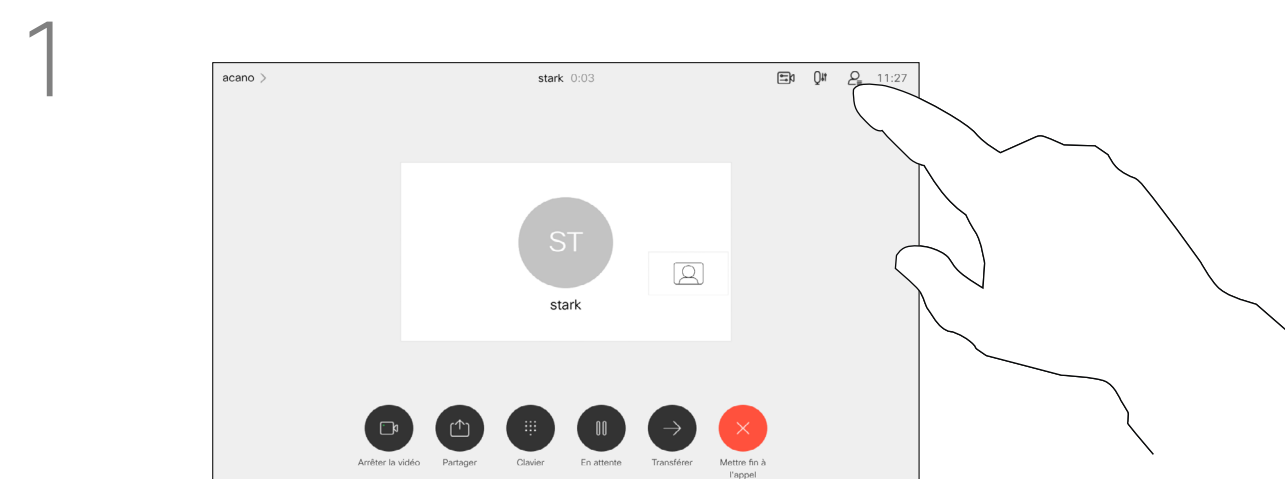 1
acano >
stark 0:03
11:27
ST
stark
Arrêter la vidéo
Partager
Clavier
En attente
Transférer
Mettre fin à
l'appel